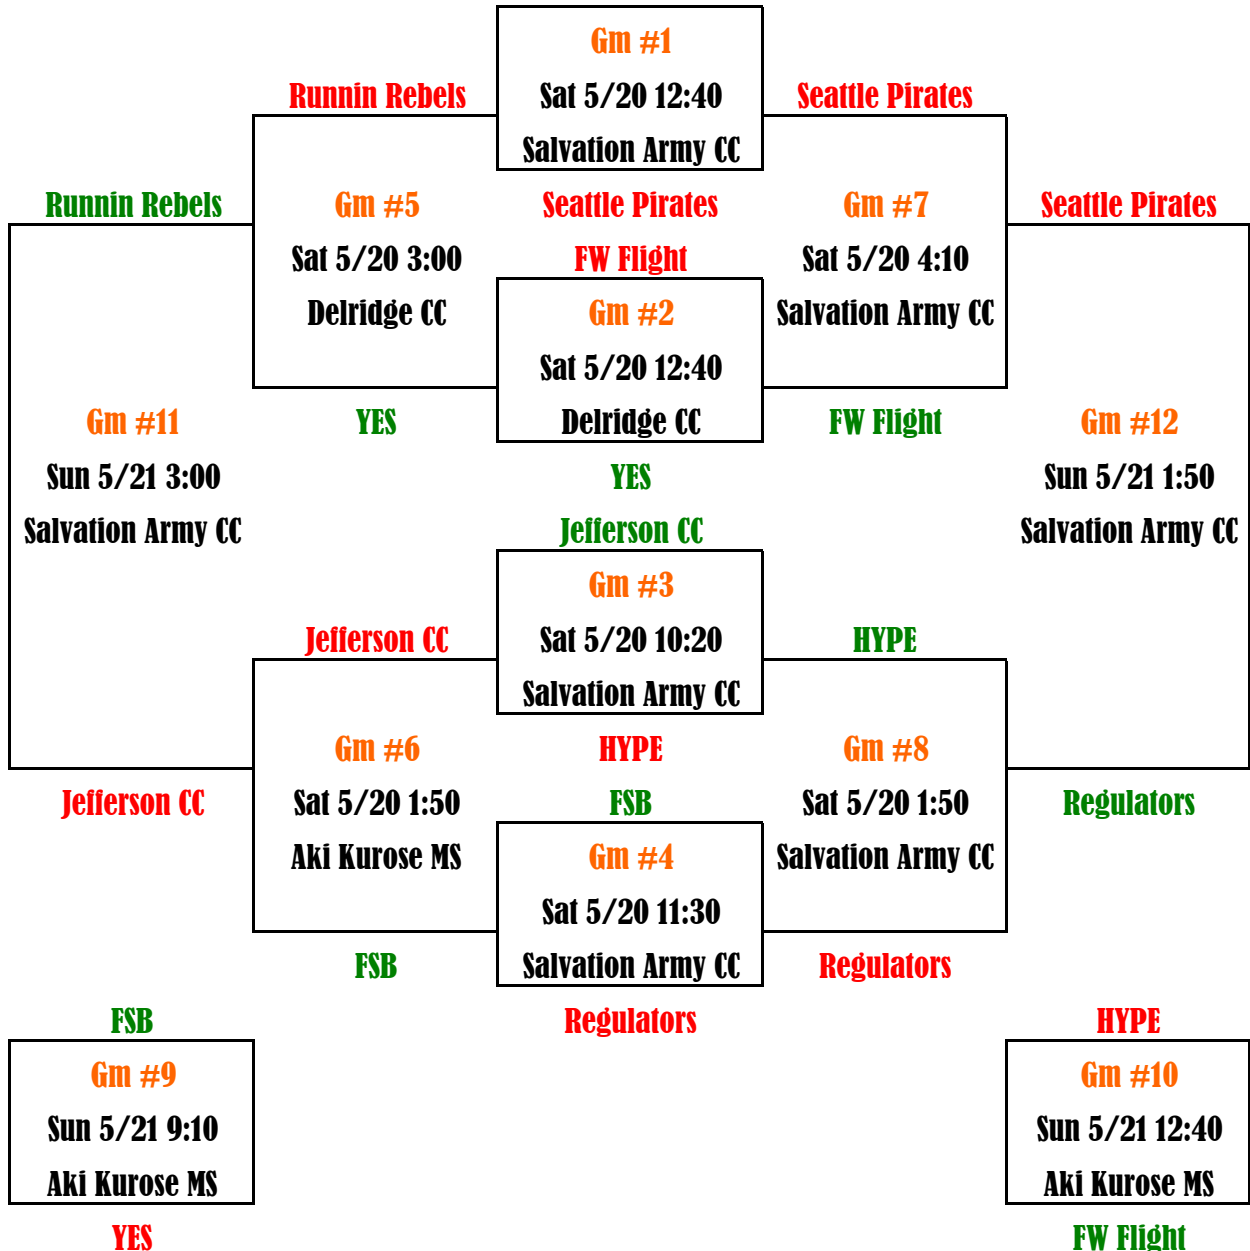 Gm #1
Runnin Rebels
Sat 5/20 12:40
Seattle Pirates
Salvation Army CC
Runnin Rebels
Gm #5
Seattle Pirates
Gm #7
Seattle Pirates
Sat 5/20 3:00
FW Flight
Sat 5/20 4:10
Delridge CC
Gm #2
Salvation Army CC
Sat 5/20 12:40
Gm #11
YES
Delridge CC
FW Flight
Gm #12
Sun 5/21 3:00
YES
Sun 5/21 1:50
Salvation Army CC
Jefferson CC
Salvation Army CC
Gm #3
Jefferson CC
Sat 5/20 10:20
HYPE
Salvation Army CC
Gm #6
HYPE
Gm #8
Jefferson CC
Sat 5/20 1:50
FSB
Sat 5/20 1:50
Regulators
Aki Kurose MS
Gm #4
Salvation Army CC
Sat 5/20 11:30
FSB
Salvation Army CC
Regulators
FSB
Regulators
HYPE
Gm #9
Gm #10
Sun 5/21 9:10
Sun 5/21 12:40
Aki Kurose MS
Aki Kurose MS
YES
FW Flight